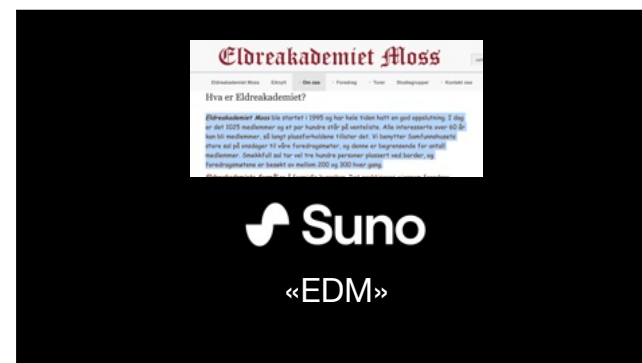 Eldreakademiet Moss
Eldreakademiet Moss Eiknytt Om oss - Foredrag - Turer Studiegrupper - Kontakt oss
Hva er Eldreakademiet?
Eldreakademiet Moss ble startet i 1995 og har hele tiden hatt en god oppslutning. I dag
er det 1025 medlemmer og et par hundre står på venteliste. Alle interesserte over 60 år
kan bli medlemmer, så langt plassforholdene tillater det. Vi benytter Samfunnshusets
store sal på onsdager til våre foredragsmøter, og denne er begrensende for antall
medlemmer. Smekkfull sal tar vel tre hundre personer plassert ved border, og
foredragsmøtene er besøkt av mellom 200 og 300 hver gang.
Suno
«EDM»